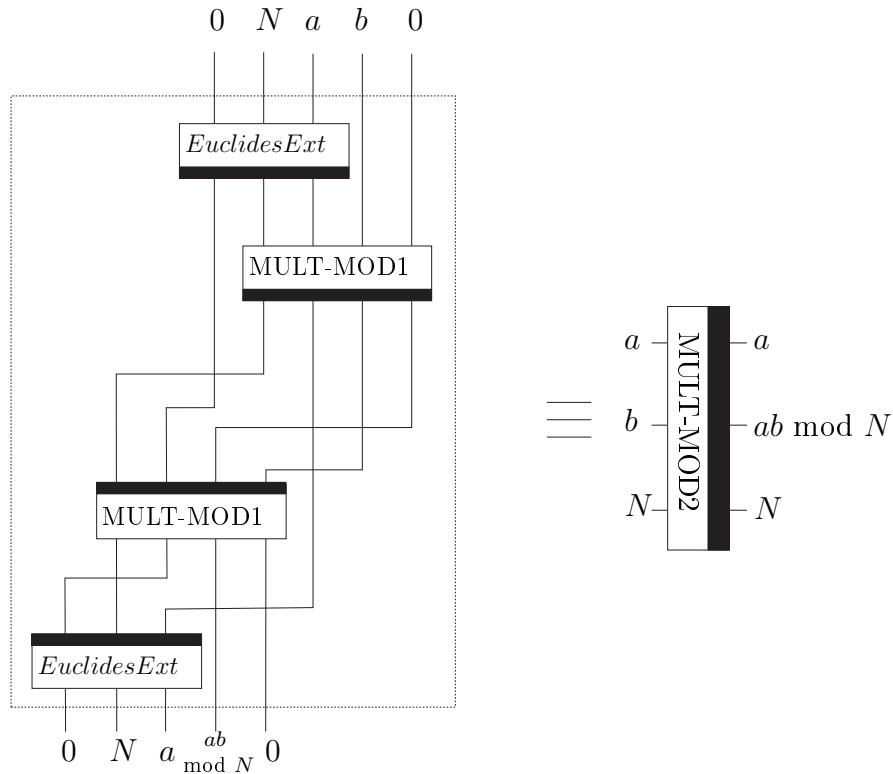 0 N a b 0
EuclidesExt
MULT-MOD1
MULT-MOD1
EuclidesExt
0 N a ab mod N 0
MULT-MOD2
a a
b ab mod N
N N